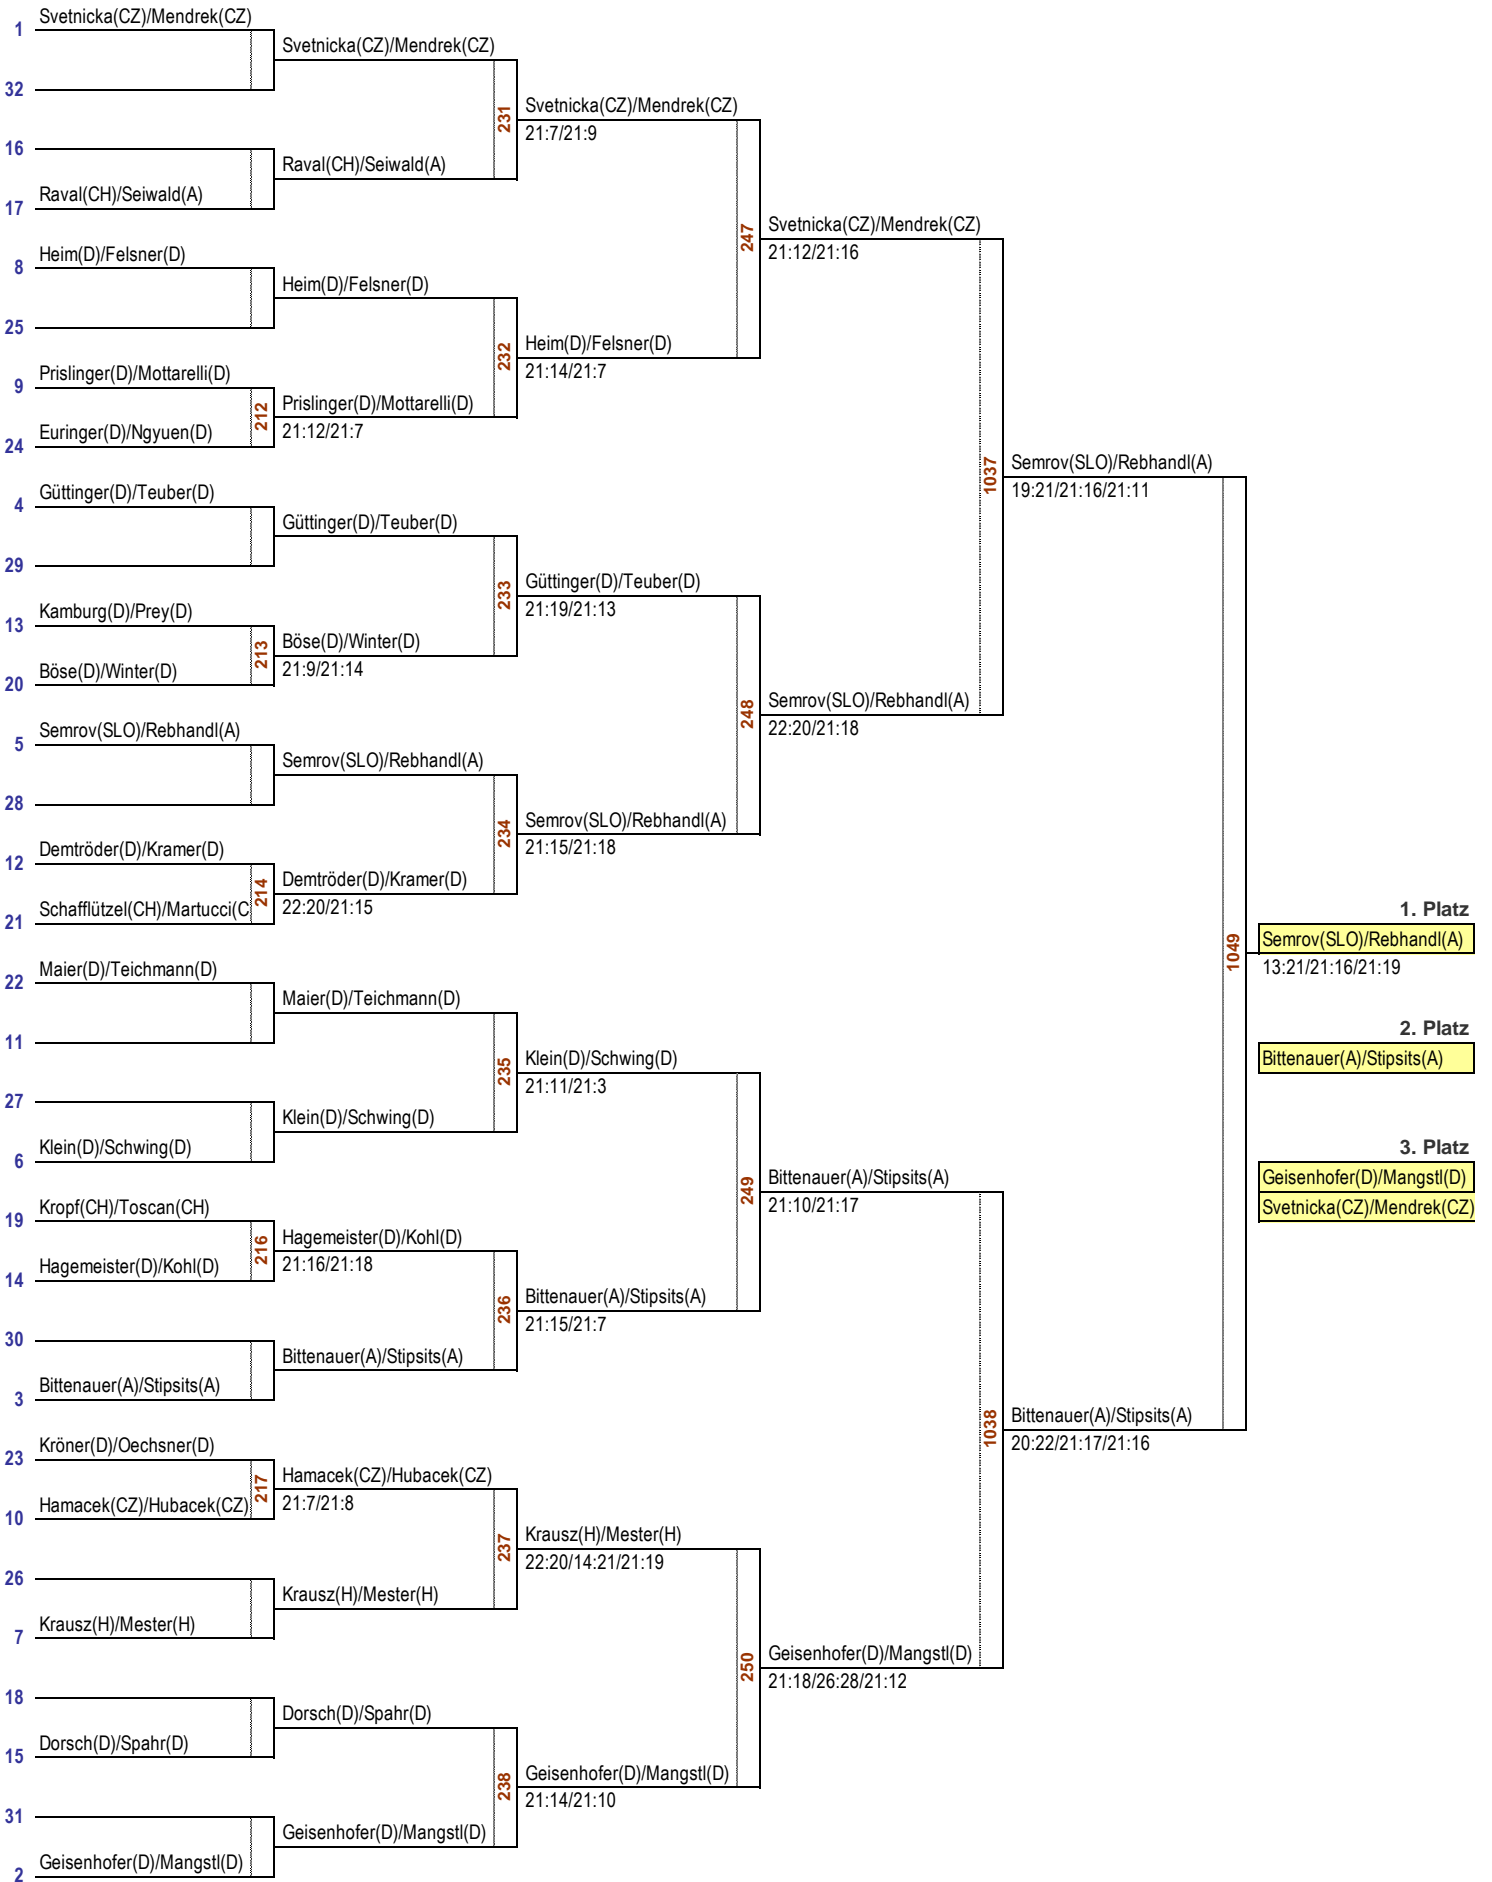 Svetnicka(CZ)/Mendrek(CZ)
1
Svetnicka(CZ)/Mendrek(CZ)
32
231
Svetnicka(CZ)/Mendrek(CZ)
21:7/21:9
16
Raval(CH)/Seiwald(A)
Raval(CH)/Seiwald(A)
17
247
Svetnicka(CZ)/Mendrek(CZ)
21:12/21:16
Heim(D)/Felsner(D)
8
Heim(D)/Felsner(D)
25
232
Heim(D)/Felsner(D)
21:14/21:7
Prislinger(D)/Mottarelli(D)
9
212
Prislinger(D)/Mottarelli(D)
21:12/21:7
Euringer(D)/Ngyuen(D)
24
1037
Semrov(SLO)/Rebhandl(A)
19:21/21:16/21:11
Güttinger(D)/Teuber(D)
4
Güttinger(D)/Teuber(D)
29
233
Güttinger(D)/Teuber(D)
21:19/21:13
Kamburg(D)/Prey(D)
13
213
Böse(D)/Winter(D)
21:9/21:14
Böse(D)/Winter(D)
20
248
Semrov(SLO)/Rebhandl(A)
22:20/21:18
Semrov(SLO)/Rebhandl(A)
5
Semrov(SLO)/Rebhandl(A)
28
234
Semrov(SLO)/Rebhandl(A)
21:15/21:18
Demtröder(D)/Kramer(D)
12
214
Demtröder(D)/Kramer(D)
22:20/21:15
Schafflützel(CH)/Martucci(C
21
1. Platz
1049
Semrov(SLO)/Rebhandl(A)
13:21/21:16/21:19
Maier(D)/Teichmann(D)
22
Maier(D)/Teichmann(D)
11
2. Platz
Bittenauer(A)/Stipsits(A)
235
Klein(D)/Schwing(D)
21:11/21:3
27
Klein(D)/Schwing(D)
Klein(D)/Schwing(D)
6
3. Platz
Geisenhofer(D)/Mangstl(D)
Svetnicka(CZ)/Mendrek(CZ)
249
Bittenauer(A)/Stipsits(A)
21:10/21:17
Kropf(CH)/Toscan(CH)
19
216
Hagemeister(D)/Kohl(D)
21:16/21:18
Hagemeister(D)/Kohl(D)
14
236
Bittenauer(A)/Stipsits(A)
21:15/21:7
30
Bittenauer(A)/Stipsits(A)
Bittenauer(A)/Stipsits(A)
3
1038
Bittenauer(A)/Stipsits(A)
20:22/21:17/21:16
Kröner(D)/Oechsner(D)
23
217
Hamacek(CZ)/Hubacek(CZ)
21:7/21:8
Hamacek(CZ)/Hubacek(CZ)
10
237
Krausz(H)/Mester(H)
22:20/14:21/21:19
26
Krausz(H)/Mester(H)
Krausz(H)/Mester(H)
7
250
Geisenhofer(D)/Mangstl(D)
21:18/26:28/21:12
18
Dorsch(D)/Spahr(D)
Dorsch(D)/Spahr(D)
15
238
Geisenhofer(D)/Mangstl(D)
21:14/21:10
31
Geisenhofer(D)/Mangstl(D)
Geisenhofer(D)/Mangstl(D)
2